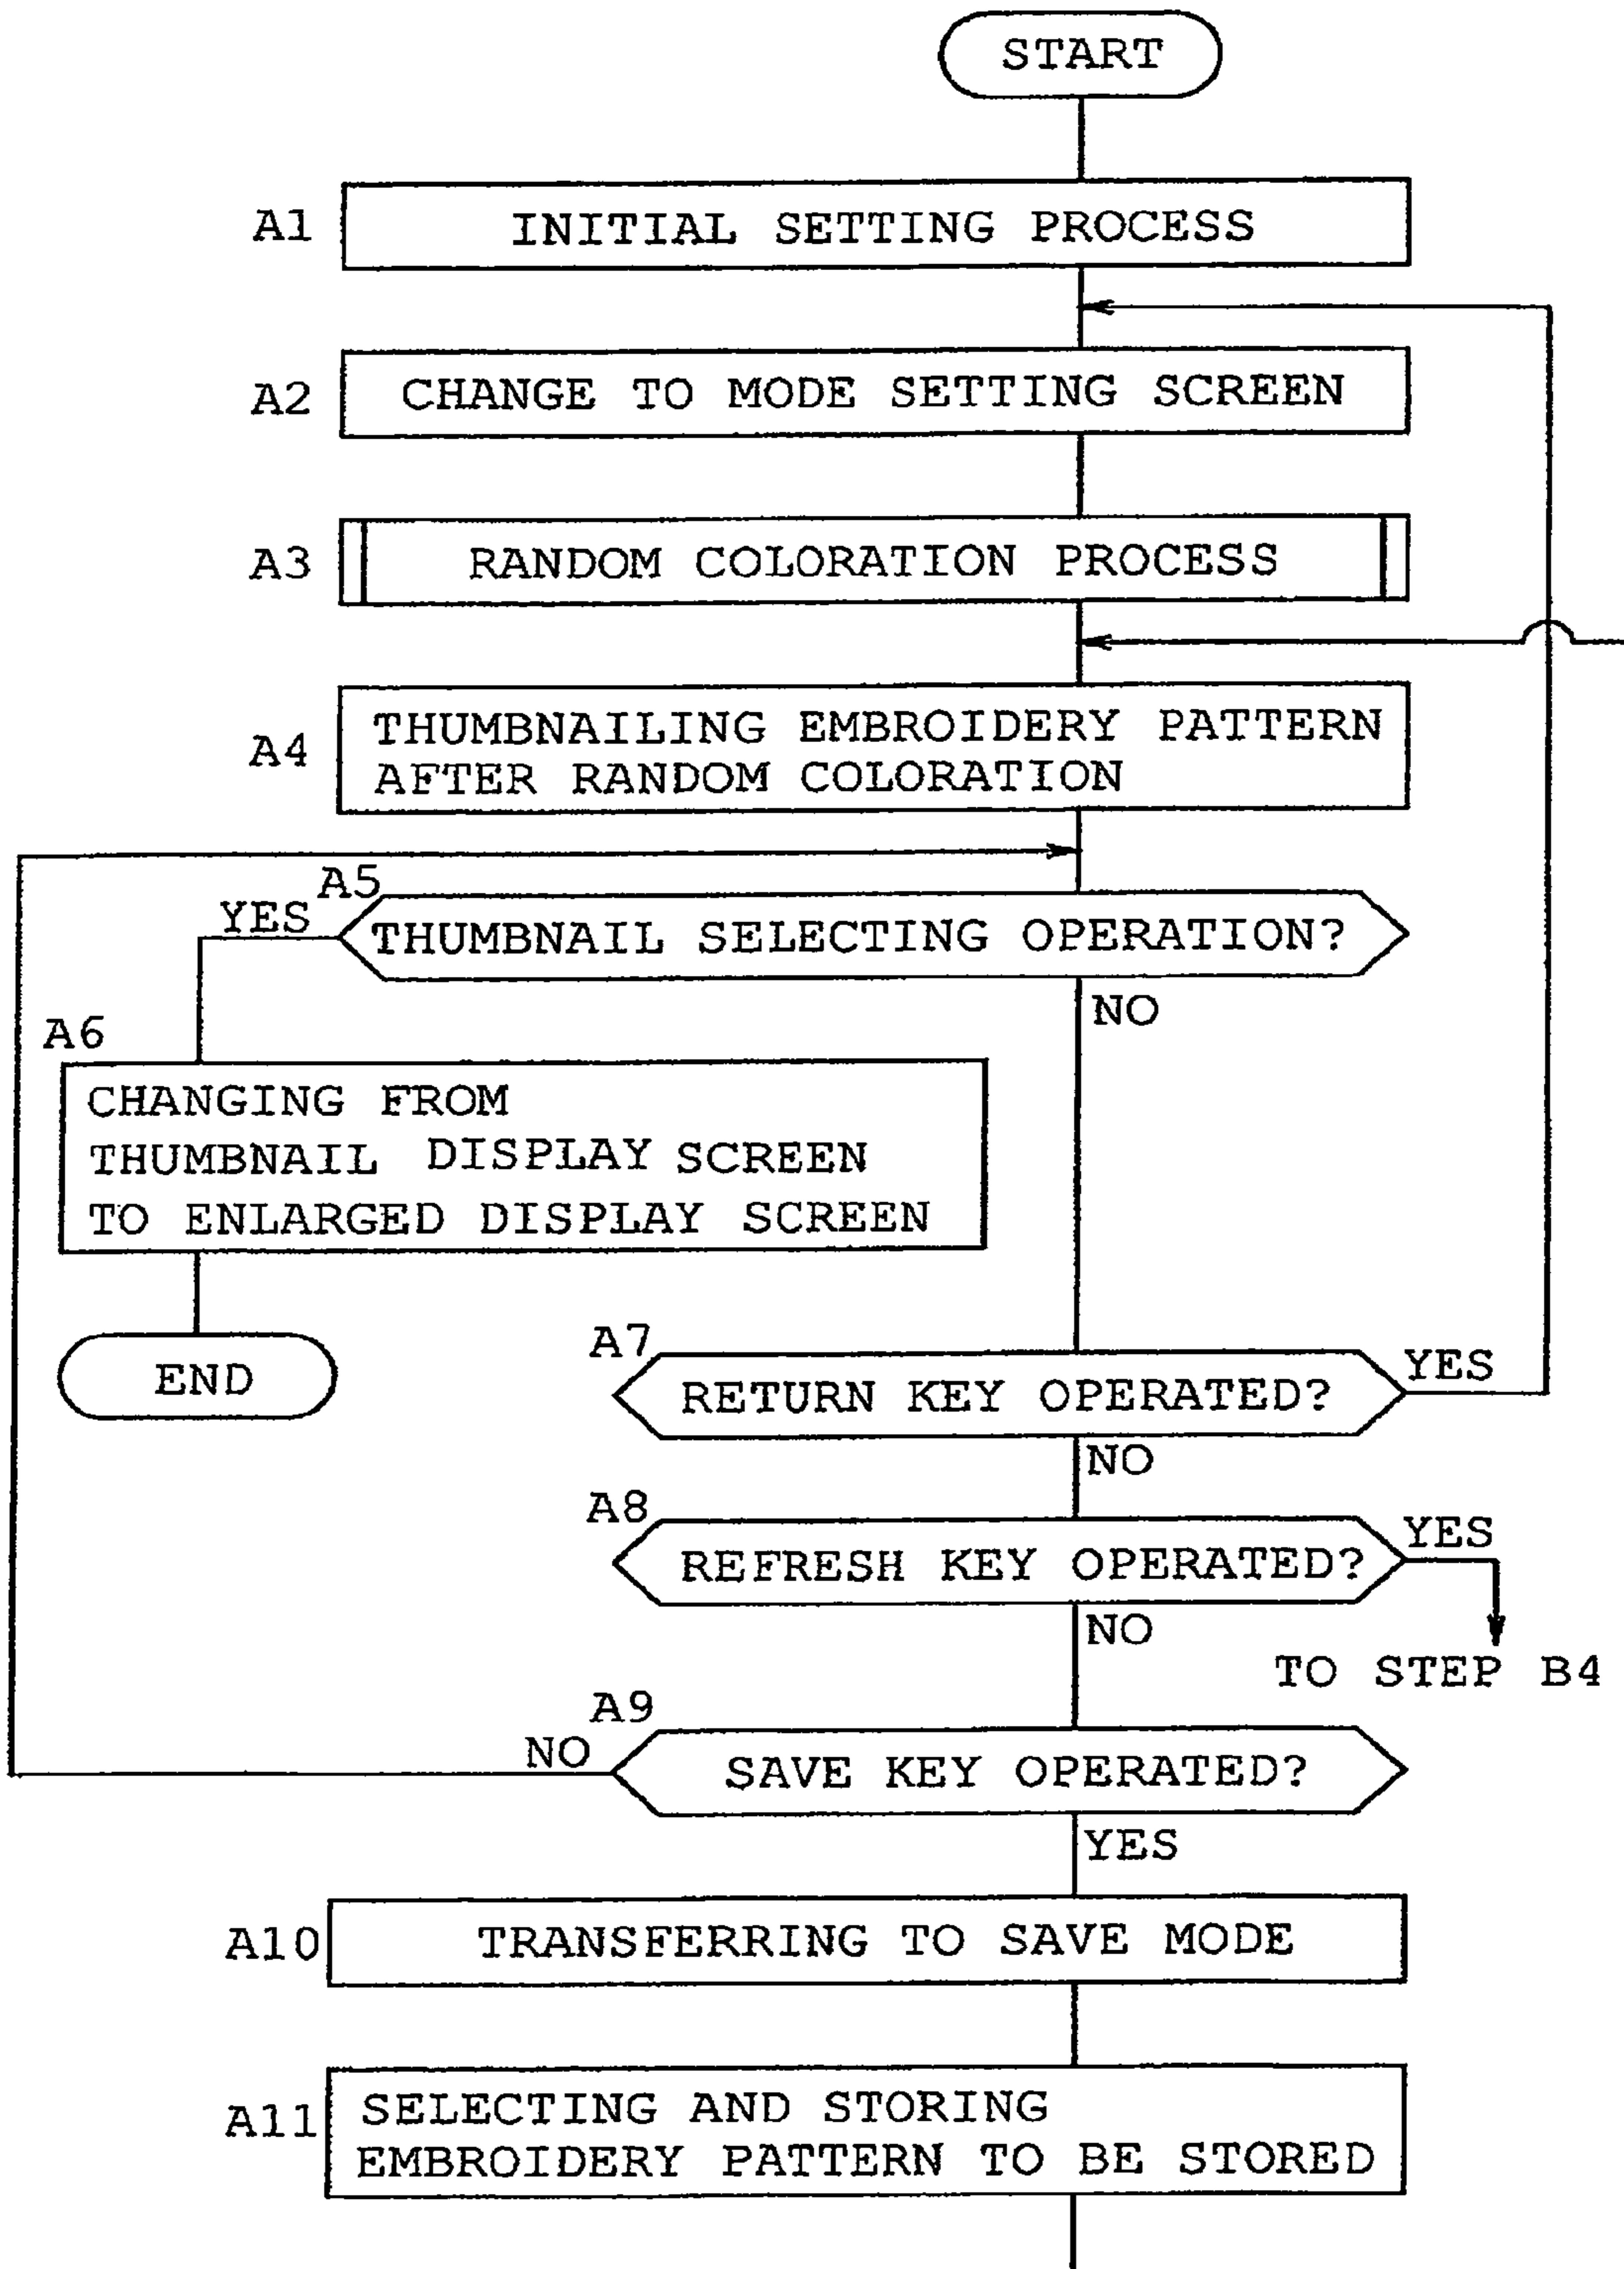 START
A1
INITIAL SETTING PROCESS
A2
CHANGE TO MODE SETTING SCREEN
A3
RANDOM COLORATION PROCESS
A4
THUMBNAILING EMBROIDERY PATTERN
AFTER RANDOM COLORATION
A5
YES
THUMBNAIL SELECTING OPERATION?
NO
A6
CHANGING FROM
THUMBNAIL DISPLAY SCREEN
TO ENLARGED DISPLAY SCREEN
END
A7
RETURN KEY OPERATED?
YES
NO
A8
REFRESH KEY OPERATED?
YES
NO
TO STEP B4
A9
NO
SAVE KEY OPERATED?
YES
A10
TRANSFERRING TO SAVE MODE
A11
SELECTING AND STORING
EMBROIDERY PATTERN TO BE STORED